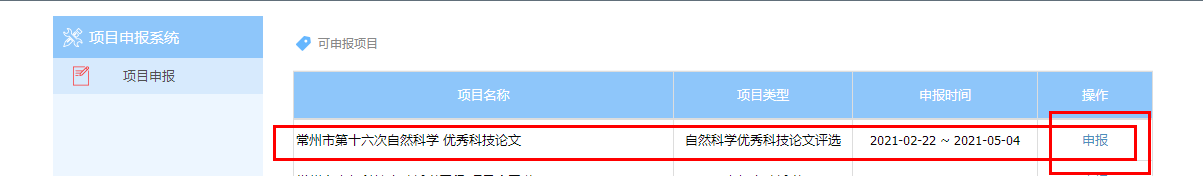 项目申报系统
可申报项目
项目申报
项目名称 项目类型 申报时间 操作
常州市第十六次自然科学 优秀科技论文 自然科学优秀科技论文评选 2021-02-22 ~ 2021-05-04 申报